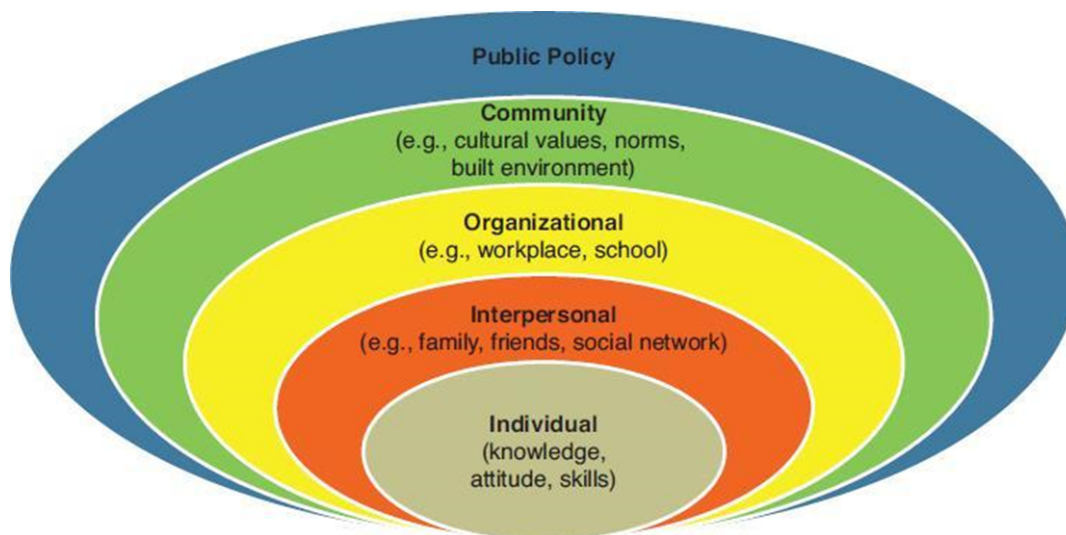 Public Policy
Community
(e.g., cultural values, norms,
built environment)
Organizational
(e.g., workplace, school)
Interpersonal
(e.g., family, friends, social network)
Individual
(knowledge,
attitude, skills)